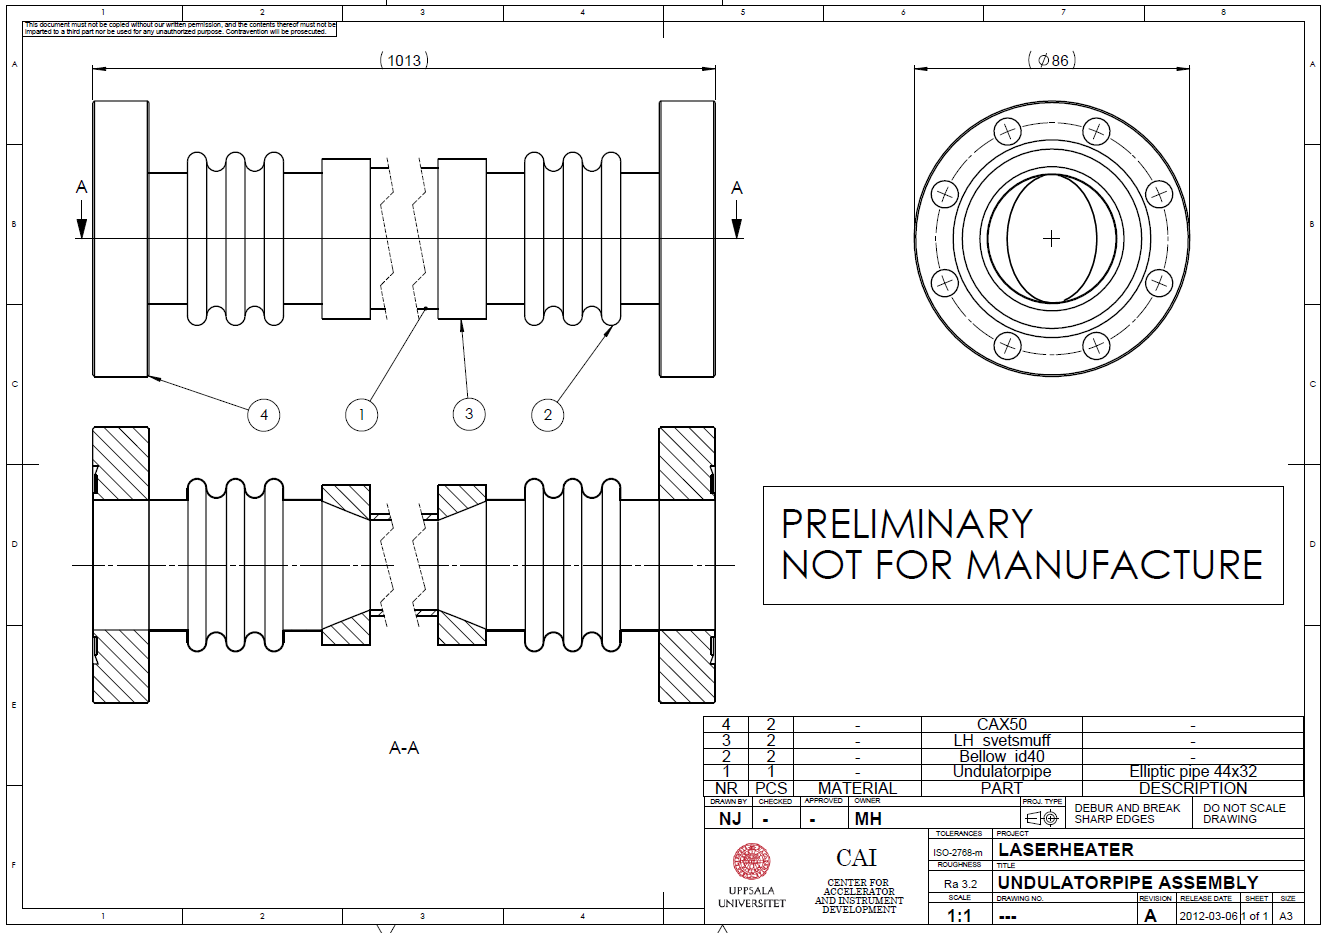 1 2 3 4 5 6 7 8
This document must not be copied without our written permission, and the contents thereof must not be
imparted to a third part nor be used for any unauthorized purpose. Contravention will be prosecuted.
A A
(1013) (Ø86)
A A
B B
C C
4 1 3 2
D D
PRELIMINARY
NOT FOR MANUFACTURE
E
A-A
4 2 - CAX50 -
3 2 - LH svetsmuff -
2 2 - Bellow id40 -
1 1 - Undulatorpipe Elliptic pipe 44x32
NR PCS MATERIAL PART DESCRIPTION
DRAWN BY CHECKED APPROVED OWNER PROJ. TYPE
NJ - - MH
DEBUR AND BREAK
SHARP EDGES
DO NOT SCALE
DRAWING
TOLERANCES PROJECT
ISO-2768-m LASERHEATER
ROUGHNESS TITLE
Ra 3.2 UNDULATORPIPE ASSEMBLY
SCALE DRAWING NO. REVISION RELEASE DATE SHEET SIZE
1:1 --- A 2012-03-06 1 of 1 A3
UPPSALA
UNIVERSITET
CAI
CENTER FOR
ACCELERATOR
AND INSTRUMENT
DEVELOPMENT
F
1 2 3 4